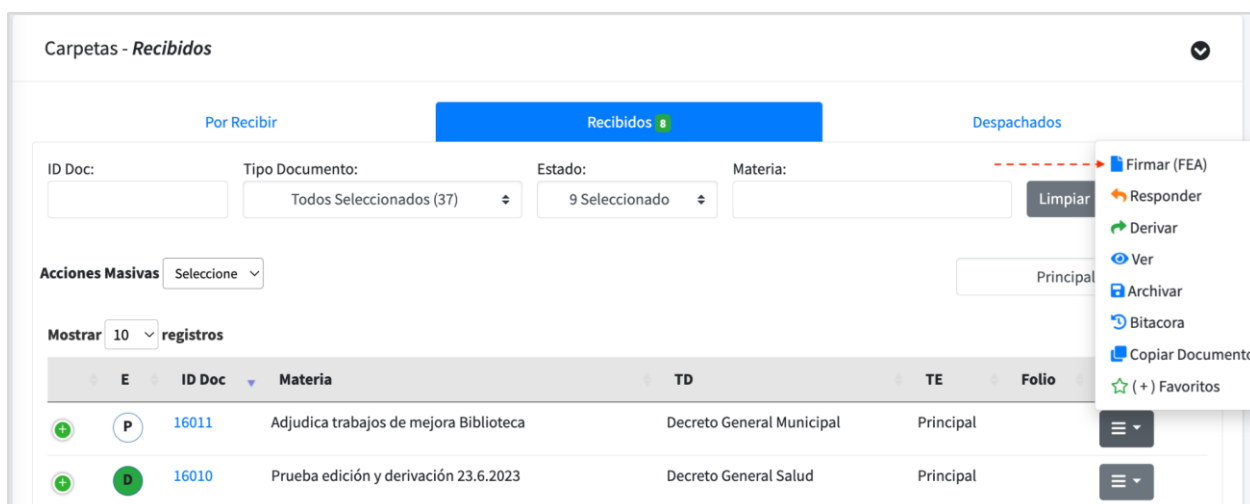 Carpetas - Recibidos
Por Recibir
Recibidos 8
Despachados
ID Doc:
Tipo Documento:
Estado:
Materia:
Todos Seleccionados (37)
9 Seleccionado
Limpiar
Firmar (FEA)
Responder
Derivar
Ver
Archivar
Bitacora
Copiar Documento
(+) Favoritos
Acciones Masivas Seleccione
Principal
Mostrar 10 registros
E ID Doc Materia TD TE Folio
P 16011 Adjudica trabajos de mejora Biblioteca Decreto General Municipal Principal
D 16010 Prueba edición y derivación 23.6.2023 Decreto General Salud Principal